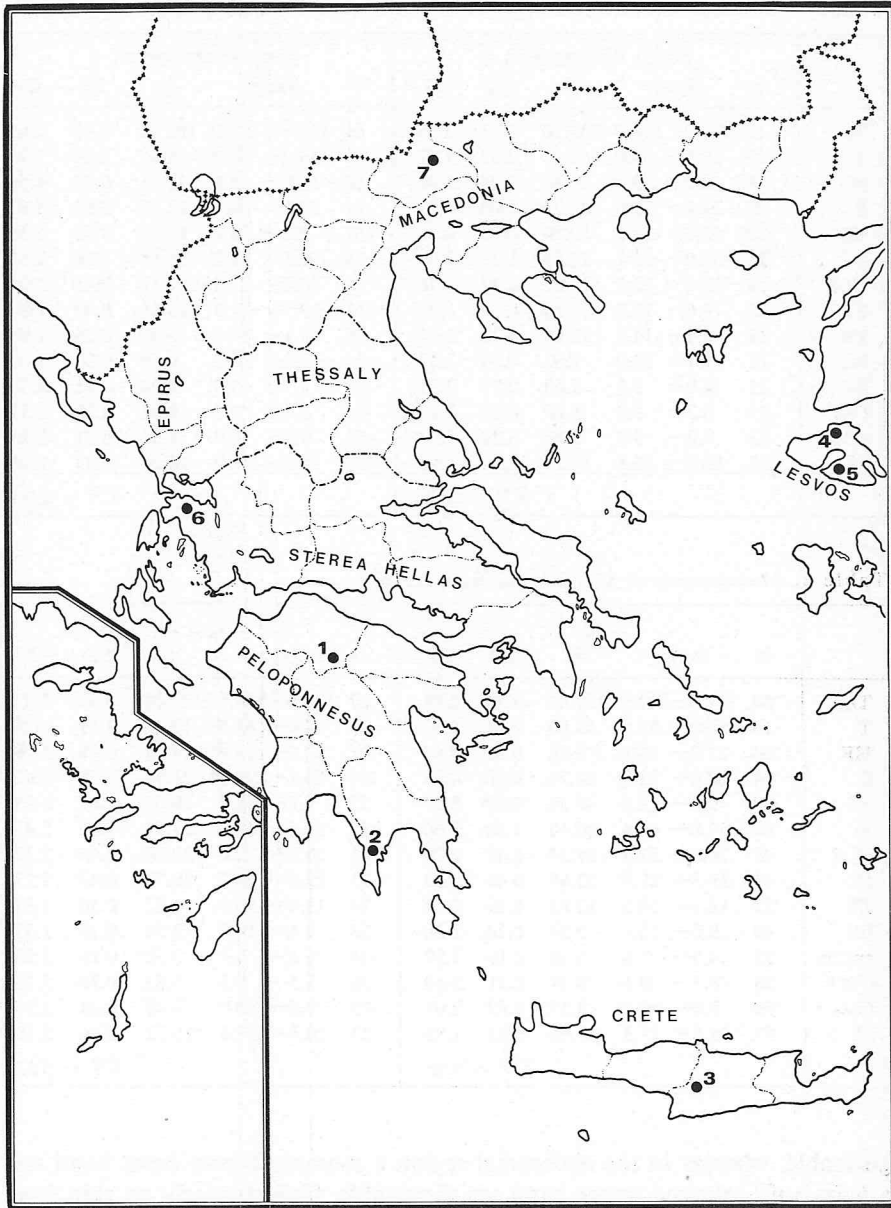 7
MACEDONIA
EPIRUS
THESSALY
4
5
LESVOS
6
STEREA HELLAS
1
PELOPONNESUS
2
CRETE
3